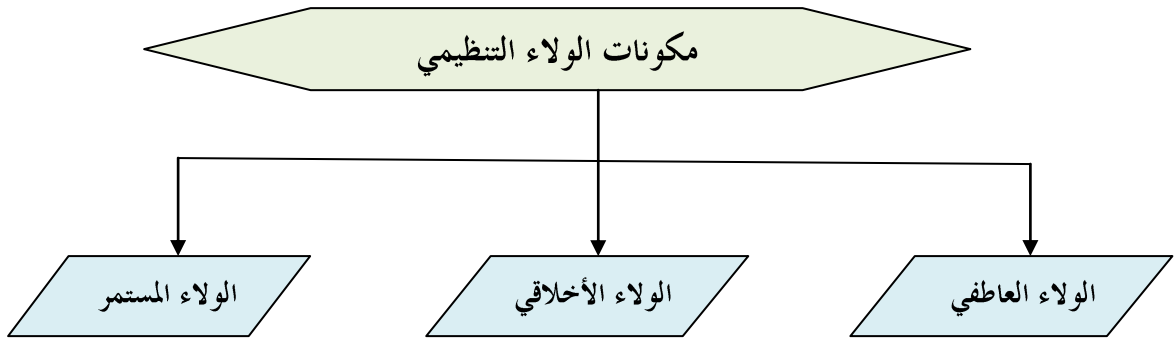 مكونات الولاء التنظيمي
الولاء العاطفي
الولاء الأخلاقي
الولاء المستمر